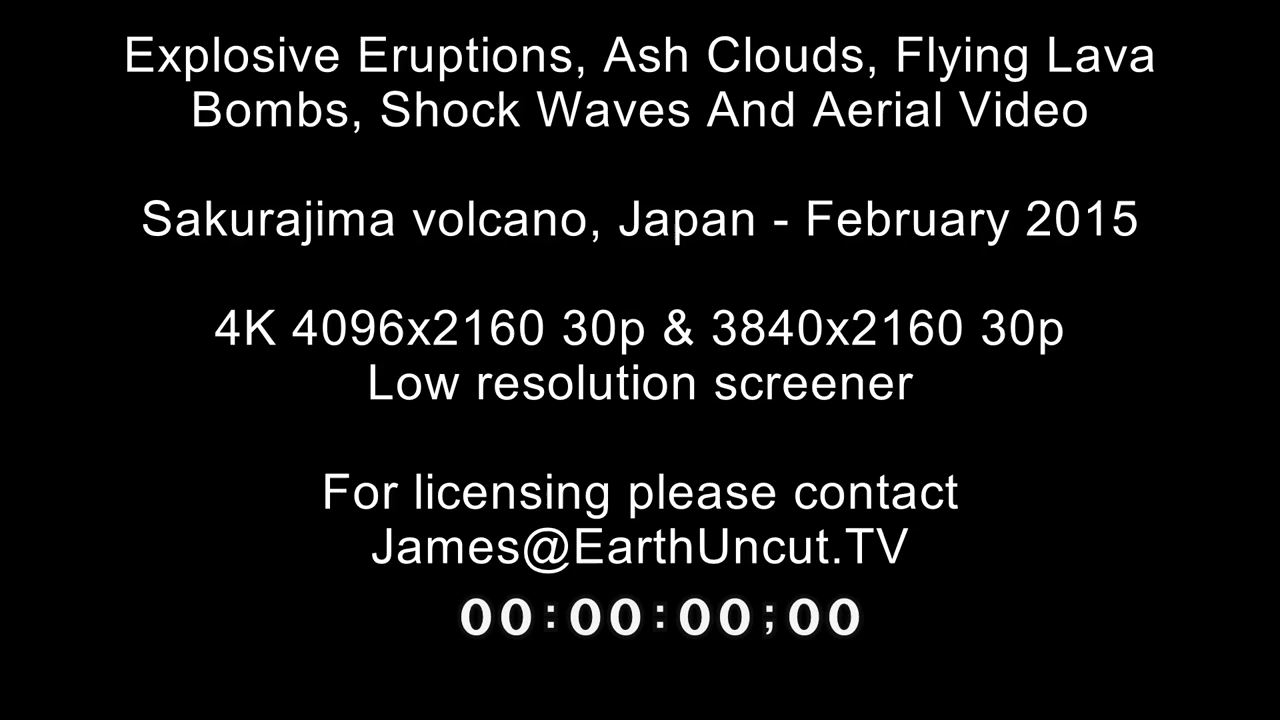 Explosive Eruptions, Ash Clouds, Flying Lava
Bombs, Shock Waves And Aerial Video
Sakurajima volcano, Japan - February 2015
4K 4096x2160 30p & 3840x2160 30p
Low resolution screener
For licensing please contact
James@EarthUncut.TV
00:00:00;00